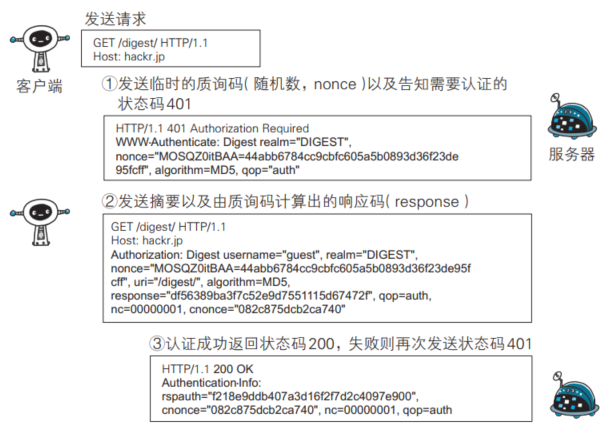 发送请求
GET /digest/ HTTP/1.1
Host: hackr.jp
客户端
①发送临时的质询码（随机数，nonce）以及告知需要认证的
状态码401
HTTP/1.1 401 Authorization Required
WWW-Authenticate: Digest realm="DIGEST",
nonce="MOSQZ0itBAA=44abb6784cc9cbfc605a5b0893d36f23de
95fcff", algorithm=MD5, qop="auth"
服务器
②发送摘要以及由质询码计算出的响应码（response）
GET /digest/ HTTP/1.1
Host: hackr.jp
Authorization: Digest username="guest", realm="DIGEST",
nonce="MOSQZ0itBAA=44abb6784cc9cbfc605a5b0893d36f23de95f
cff", uri="/digest/", algorithm=MD5,
response="df56389ba3f7c52e9d7551115d67472f", qop=auth,
nc=00000001, cnonce="082c875dcb2ca740"
③认证成功返回状态码200，失败则再次发送状态码401
HTTP/1.1 200 OK
Authentication-Info:
rspauth="f218e9ddb407a3d16f2f7d2c4097e900",
cnonce="082c875dcb2ca740", nc=00000001, qop=auth